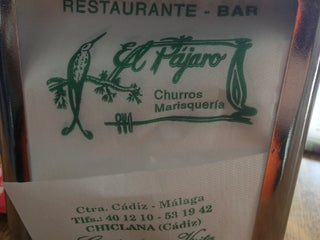 RESTAURANTE - BAR
El Pájaro
Churros
Marisquería
Ctra. Cádiz - Málaga
Tlfs.: 40 12 10 - 53 19 42
CHICLANA (Cádiz)